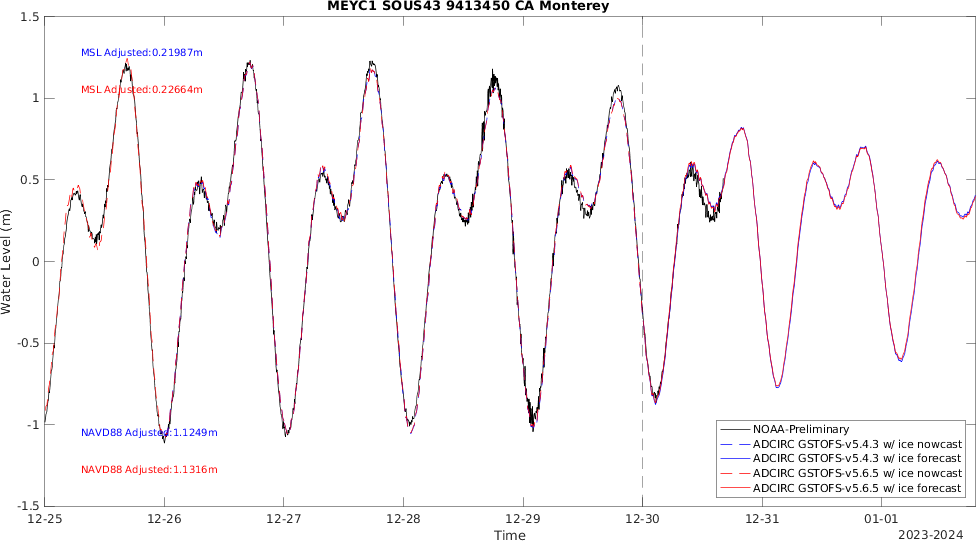 MEYC1 SOUS43 9413450 CA Monterey
1.5
1
0.5
0
-0.5
-1
-1.5
Water Level (m)
MSL Adjusted:0.21987m
MSL Adjusted:0.22664m
NAVD88 Adjusted:1.1249m
NAVD88 Adjusted:1.1316m
NOAA-Preliminary
ADCIRC GSTOFS-v5.4.3 w/ ice nowcast
ADCIRC GSTOFS-v5.4.3 w/ ice forecast
ADCIRC GSTOFS-v5.6.5 w/ ice nowcast
ADCIRC GSTOFS-v5.6.5 w/ ice forecast
12-25 12-26 12-27 12-28 12-29 12-30 12-31 01-01
Time
2023-2024